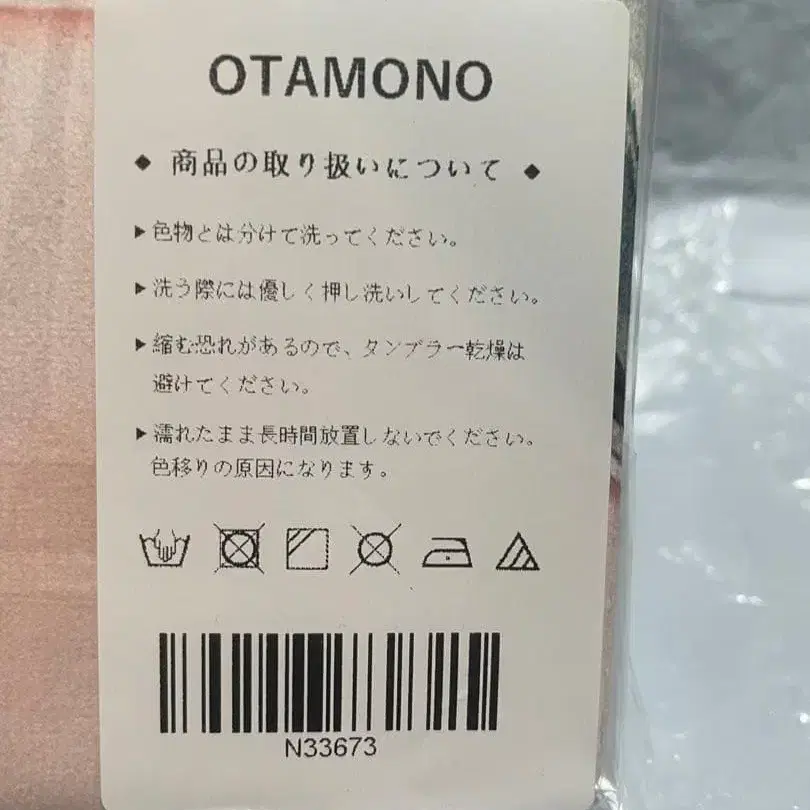 OTAMONO
◆ 商品の取り扱いについて ◆
▶色物とは分けて洗ってください。
▶洗う際には優しく押し洗いしてください。
▶縮む恐れがあるので、タンブラー乾燥は
避けてください。
▶濡れたまま長時間放置しないでください。
色移りの原因になります。
N33673